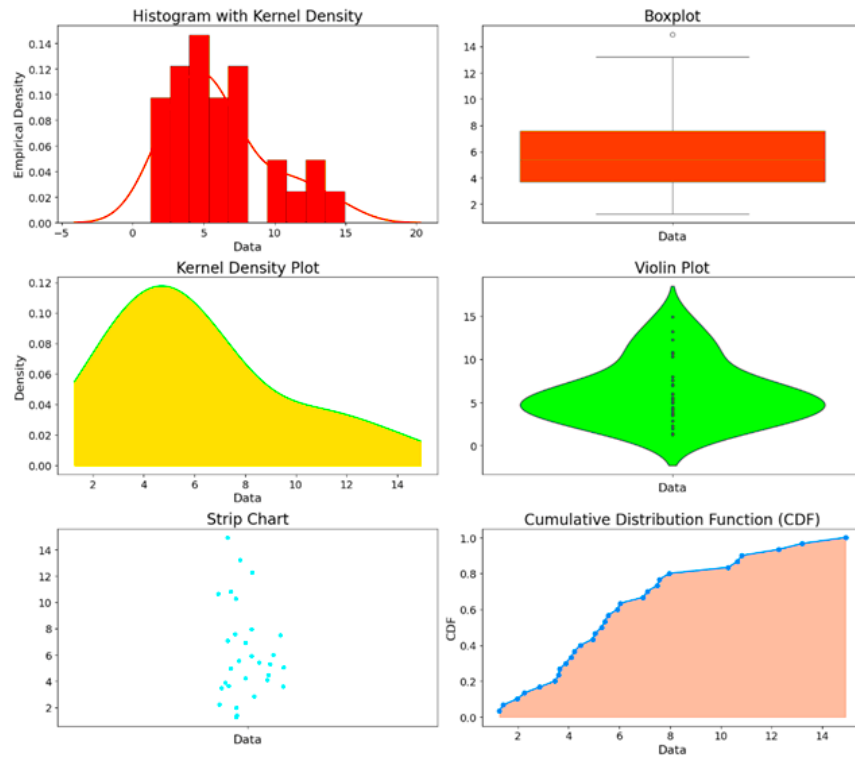 Histogram with Kernel Density
Empirical Density
0.14
0.12
0.10
0.08
0.06
0.04
0.02
0.00
−5 0 5 10 15 20
Data
Boxplot
14
12
10
8
6
4
2
Data
Kernel Density Plot
Density
0.12
0.10
0.08
0.06
0.04
0.02
0.00
2 4 6 8 10 12 14
Data
Violin Plot
15
10
5
0
Data
Strip Chart
14
12
10
8
6
4
2
Data
Cumulative Distribution Function (CDF)
CDF
1.0
0.8
0.6
0.4
0.2
0.0
2 4 6 8 10 12 14
Data